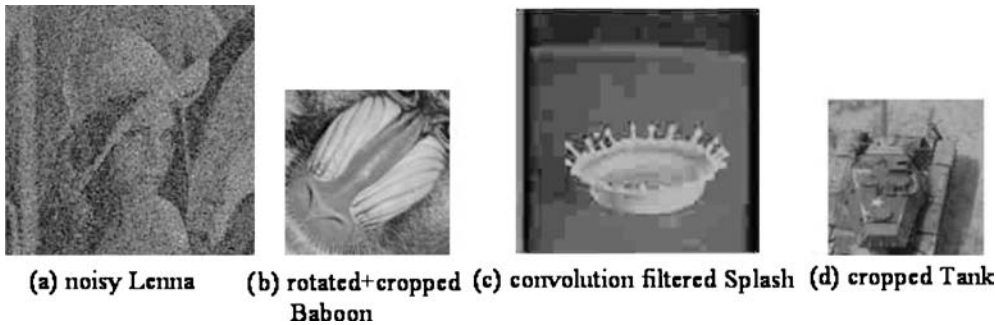 (a) noisy Lenna
(b) rotated+cropped
Baboon
(c) convolution filtered Splash
(d) cropped Tank